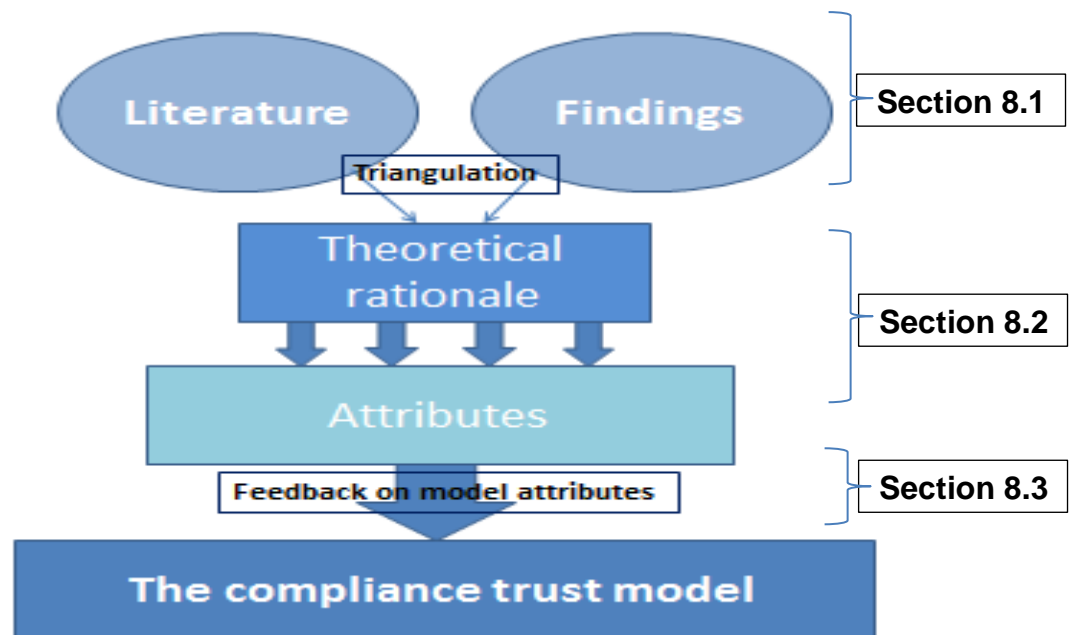 Literature
Findings
Section 8.1
Triangulation
Theoretical
rationale
Section 8.2
Attributes
Feedback on model attributes
Section 8.3
The compliance trust model